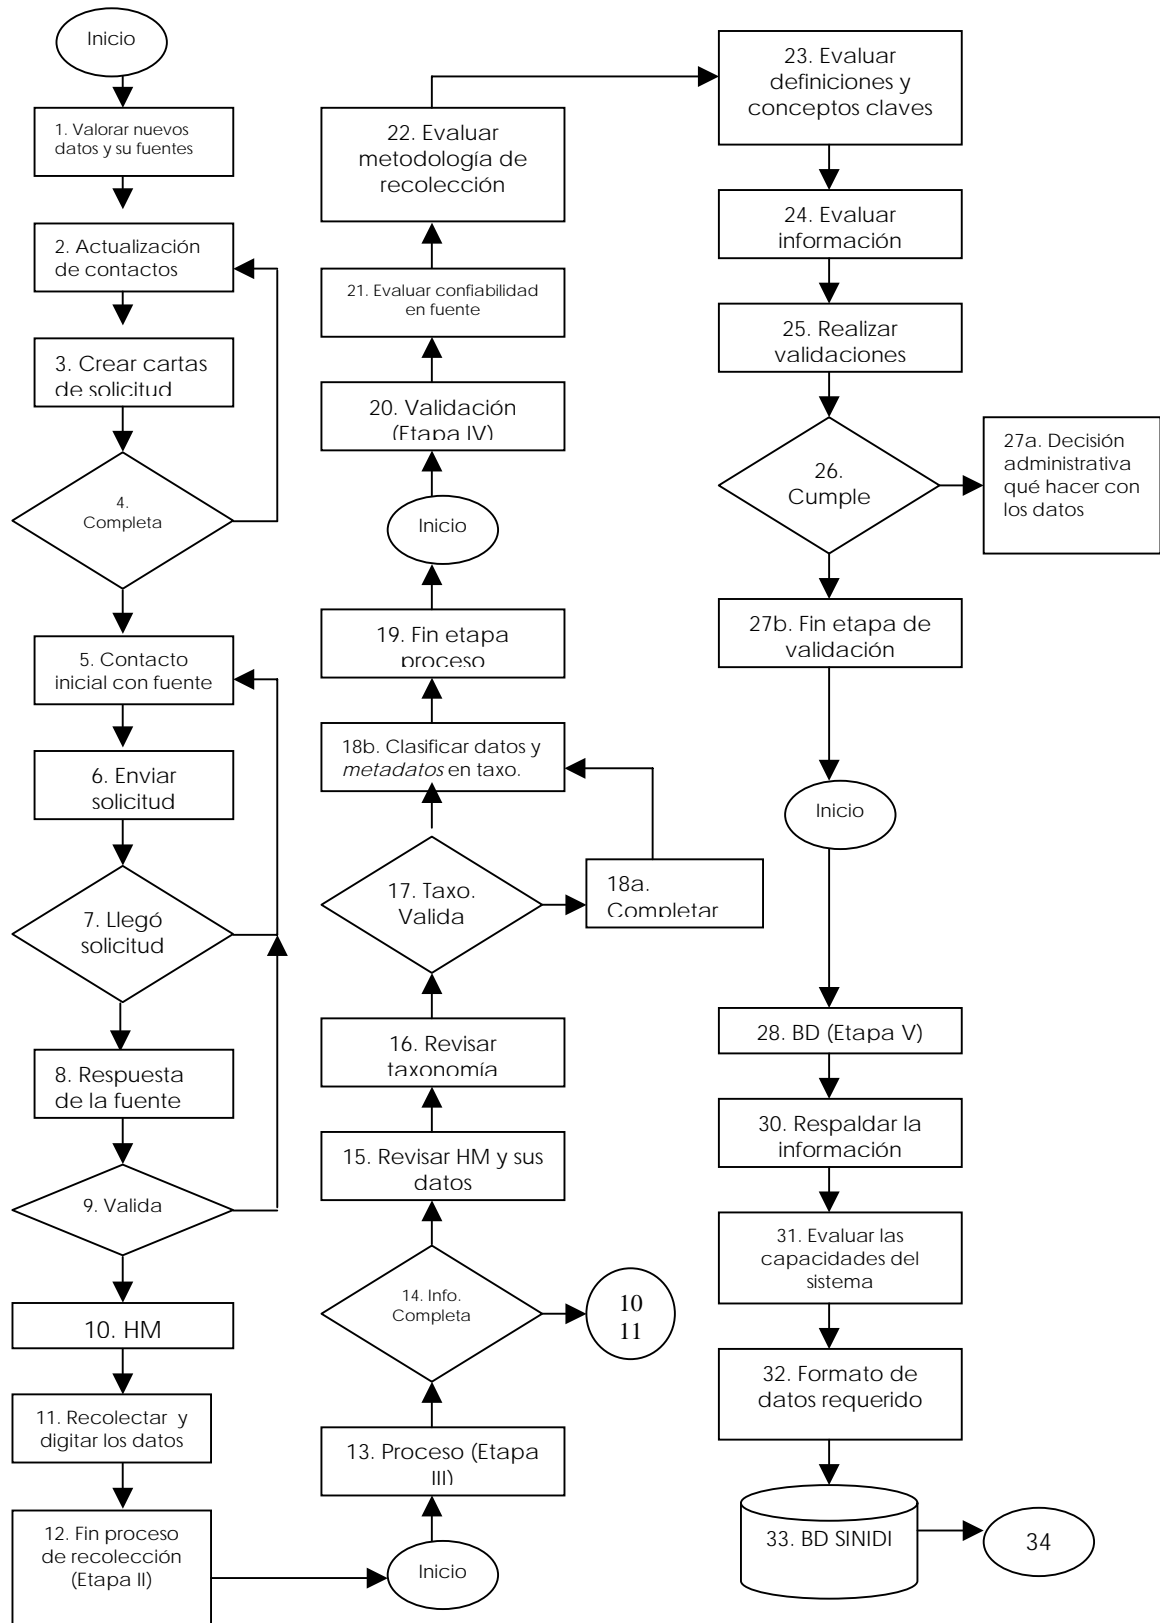 Inicio
1. Valorar nuevos
datos y su fuentes
2. Actualización
de contactos
3. Crear cartas
de solicitud
4.
Completa
5. Contacto
inicial con fuente
6. Enviar
solicitud
7. Llegó
solicitud
8. Respuesta
de la fuente
9. Valida
10. HM
11. Recolectar y
digitar los datos
12. Fin proceso
de recolección
(Etapa II)
Inicio
13. Proceso (Etapa
III)
14. Info.
Completa
10
11
15. Revisar HM y sus
datos
16. Revisar
taxonomía
17. Taxo.
Valida
18a.
Completar
18b. Clasificar datos y
metadatos en taxo.
19. Fin etapa
proceso
Inicio
20. Validación
(Etapa IV)
21. Evaluar confiabilidad
en fuente
22. Evaluar
metodología de
recolección
23. Evaluar
definiciones y
conceptos claves
24. Evaluar
información
25. Realizar
validaciones
26.
Cumple
27a. Decisión
administrativa
qué hacer con
los datos
27b. Fin etapa de
validación
Inicio
28. BD (Etapa V)
30. Respaldar la
información
31. Evaluar las
capacidades del
sistema
32. Formato de
datos requerido
33. BD SINIDI
34